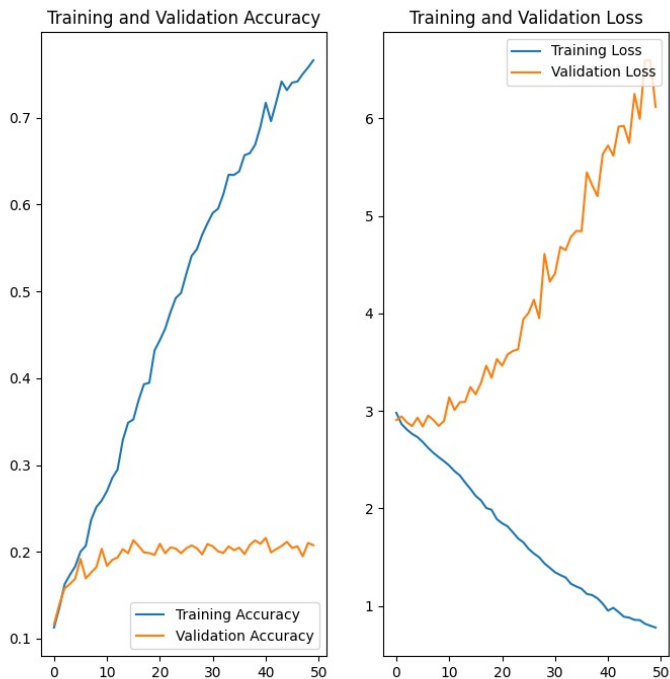 Training and Validation Accuracy
0.7
0.6
0.5
0.4
0.3
0.2
0.1
0 10 20 30 40 50
Training Accuracy
Validation Accuracy
Training and Validation Loss
6
5
4
3
2
1
0 10 20 30 40 50
Training Loss
Validation Loss